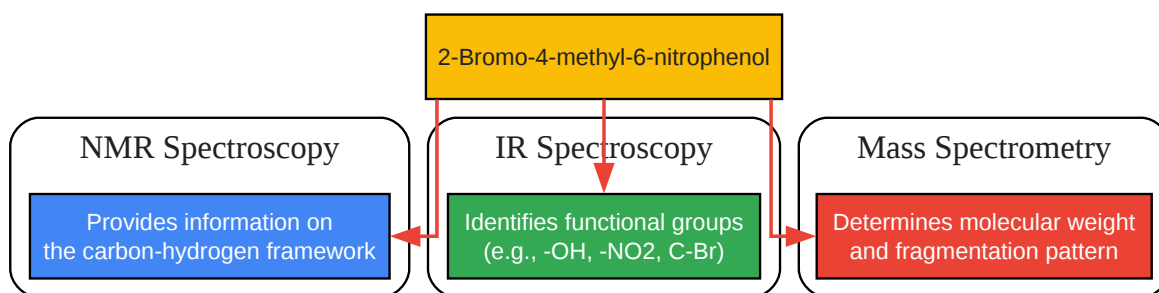 2-Bromo-4-methyl-6-nitrophenol
NMR Spectroscopy
Provides information on
the carbon-hydrogen framework
IR Spectroscopy
Identifies functional groups
(e.g., -OH, -NO2, C-Br)
Mass Spectrometry
Determines molecular weight
and fragmentation pattern